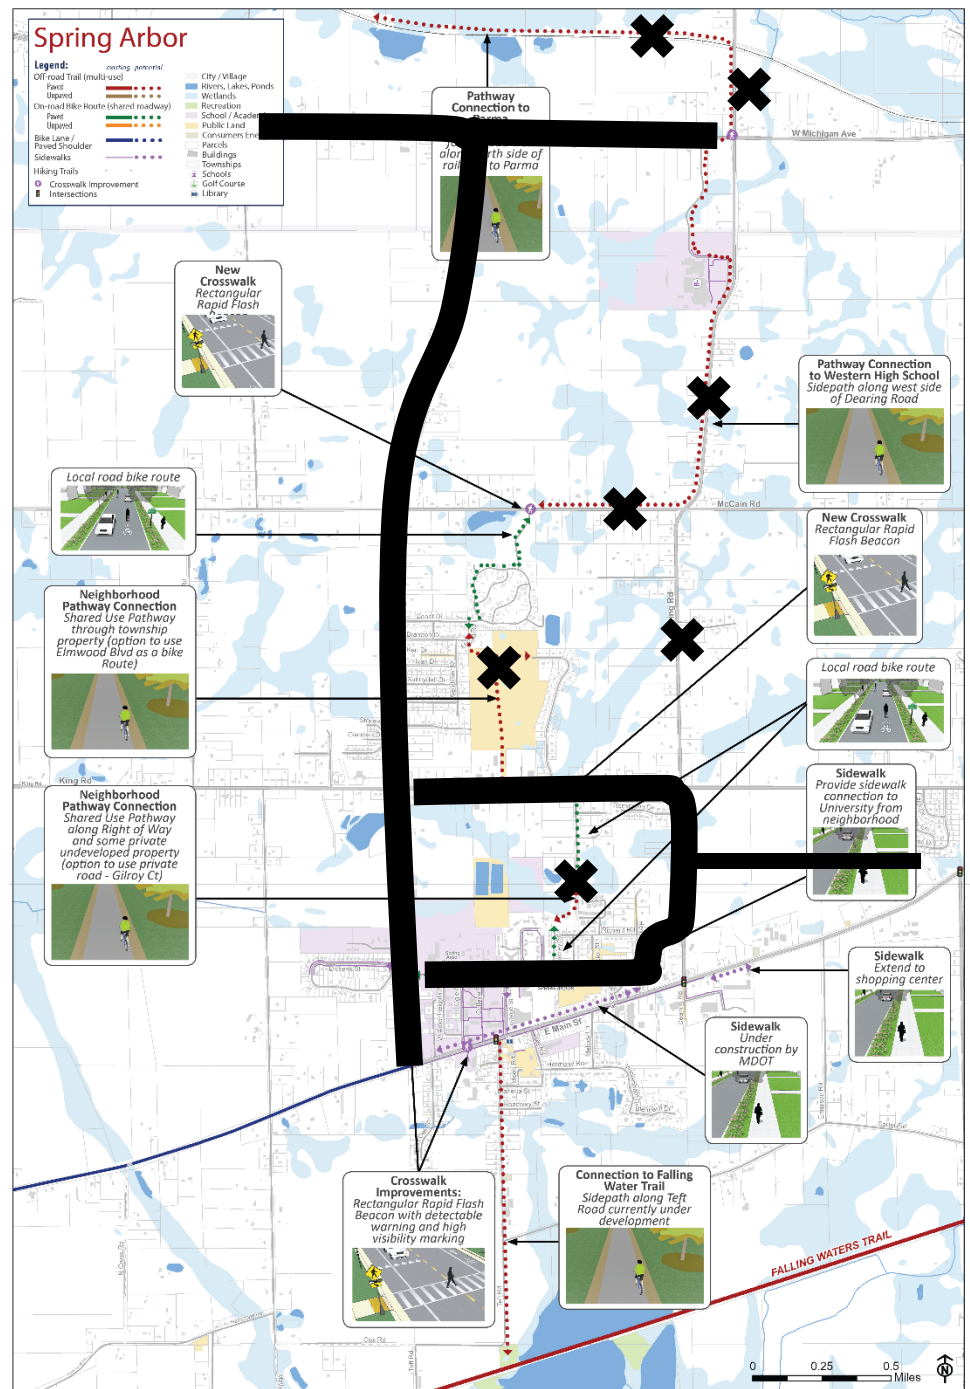 Spring Arbor
Legend:
existing potential
Off-road Trail (multi-use)
Paved
Unpaved
On-road Bike Route (shared roadway)
Paved
Unpaved
Bike Lane /
Paved Shoulder
Sidewalks
Hiking Trails
Crosswalk Improvement
Intersections
City / Village
Rivers, Lakes, Ponds
Wetlands
Recreation
School / Acade
Public Land
Consumers Ene
Parcels
Buildings
Townships
Schools
Golf Course
Library
Pathway
Connection to
W Michigan Ave
New
Crosswalk
Rectangular
Rapid Flash
Pathway Connection
to Western High School
Sidepath along west side
of Dearing Road
Local road bike route
McCain Rd
New Crosswalk
Rectangular Rapid
Flash Beacon
Neighborhood
Pathway Connection
Shared Use Pathway
through township
property (option to use
Elmwood Blvd as a bike
Route)
Local road bike route
King Rd
Neighborhood
Pathway Connection
Shared Use Pathway
along Right of Way
and some private
undeveloped property
(option to use private
road - Gilroy Ct)
Sidewalk
Provide sidewalk
connection to
University from
neighborhood
Sidewalk
Extend to
shopping center
E Main St
Sidewalk
Under
construction by
MDOT
Crosswalk
Improvements:
Rectangular Rapid Flash
Beacon with detectable
warning and high
visibility marking
Connection to Falling
Water Trail
Sidepath along Teft
Road currently under
development
FALLING WATERS TRAIL
Cox Rd
0 0.25 0.5
Miles
N